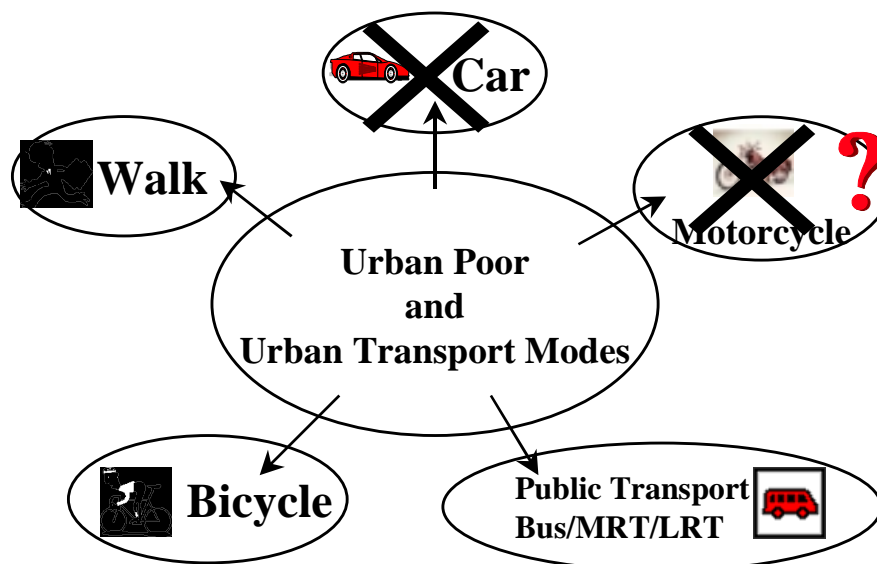 Car
Walk
?
Motorcycle
Urban Poor
and
Urban Transport Modes
Bicycle
Public Transport
Bus/MRT/LRT